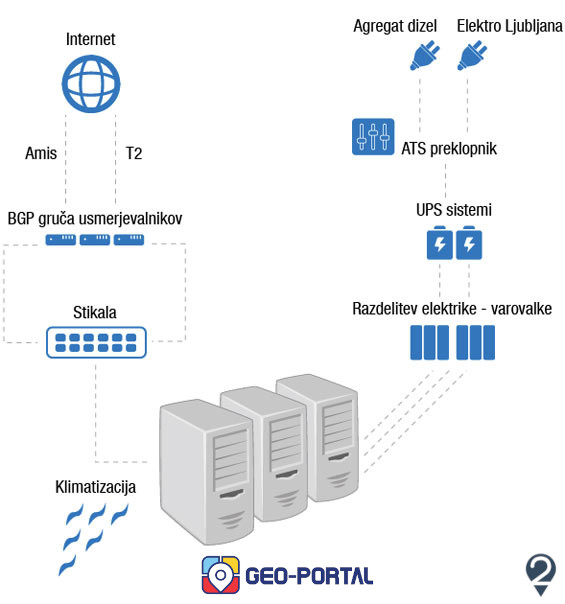 Internet
Agregat dizel
Elektro Ljubljana
Amis
T2
ATS preklopnik
BGP gruča usmerjevalnikov
UPS sistemi
Stikala
Razdelitev elektrike - varovalke
Klimatizacija
GEO-PORTAL
2